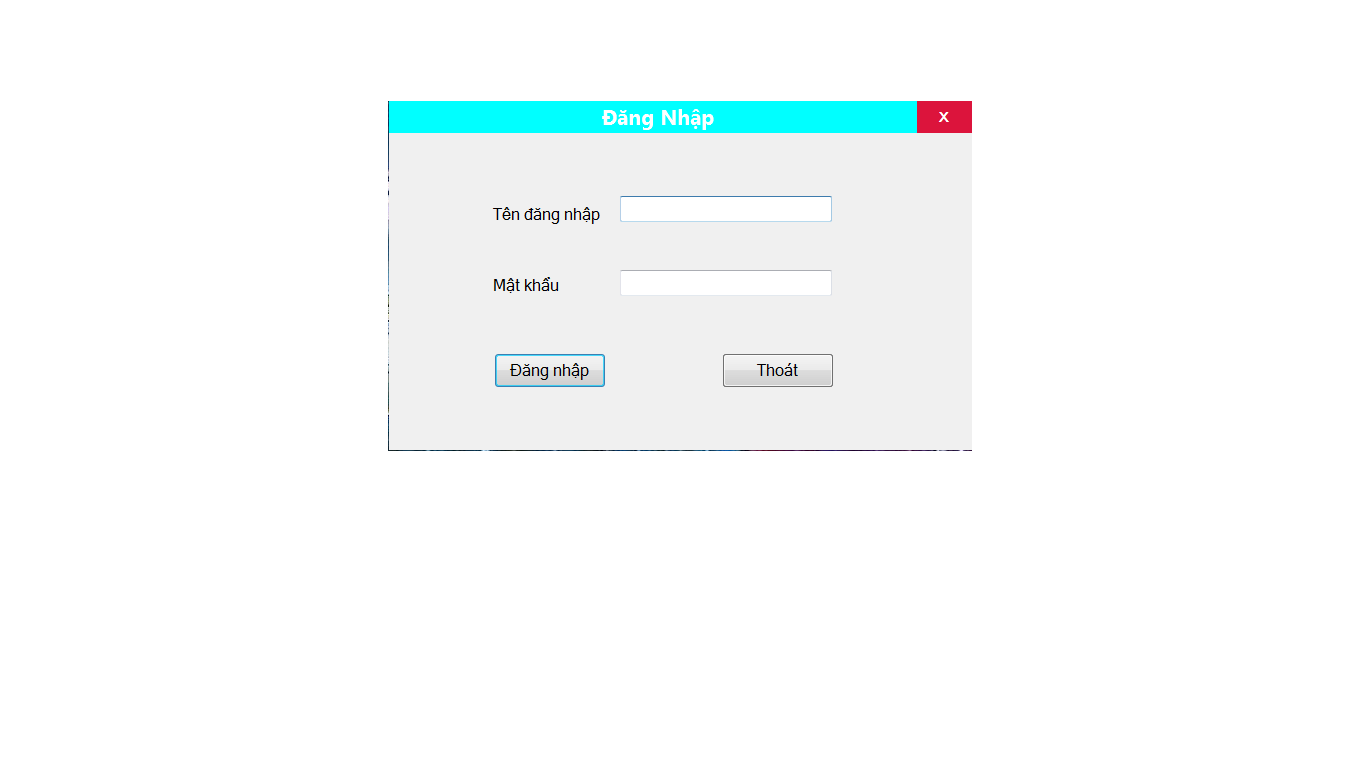 Đăng Nhập
X
Tên đăng nhập
Mật khẩu
Đăng nhập
Thoát